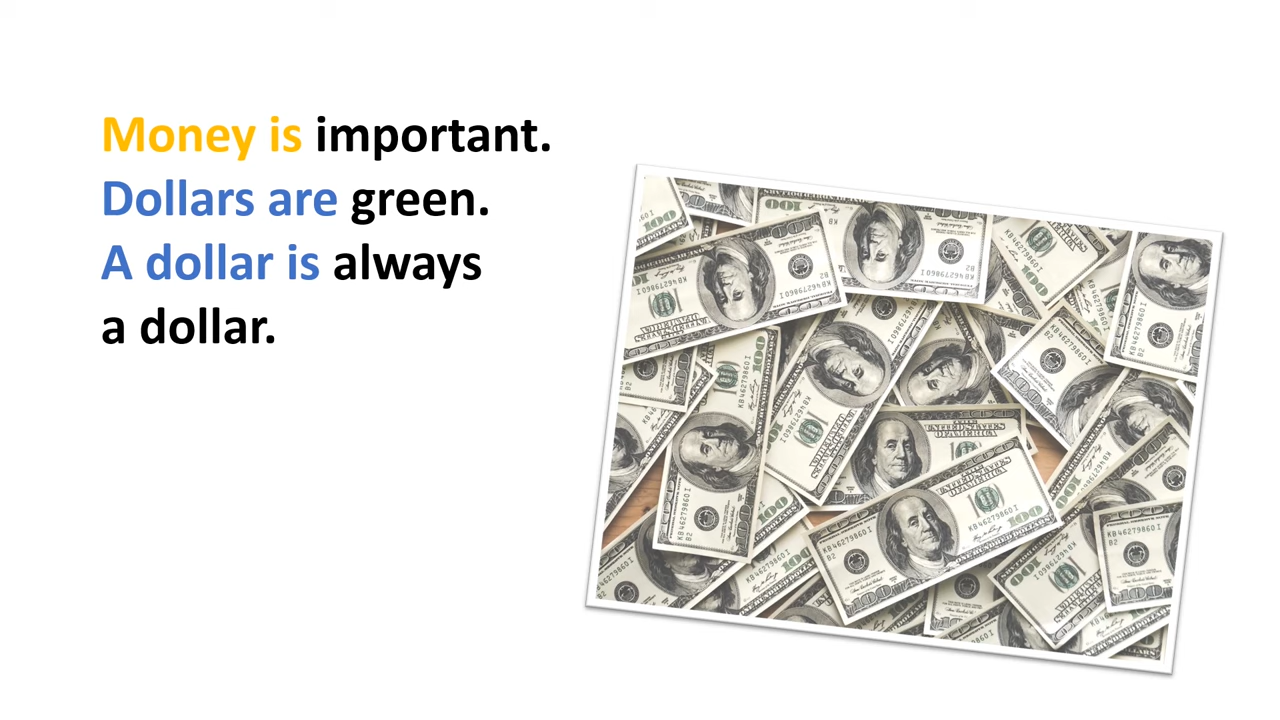 Money is important.
Dollars are green.
A dollar is always
a dollar.